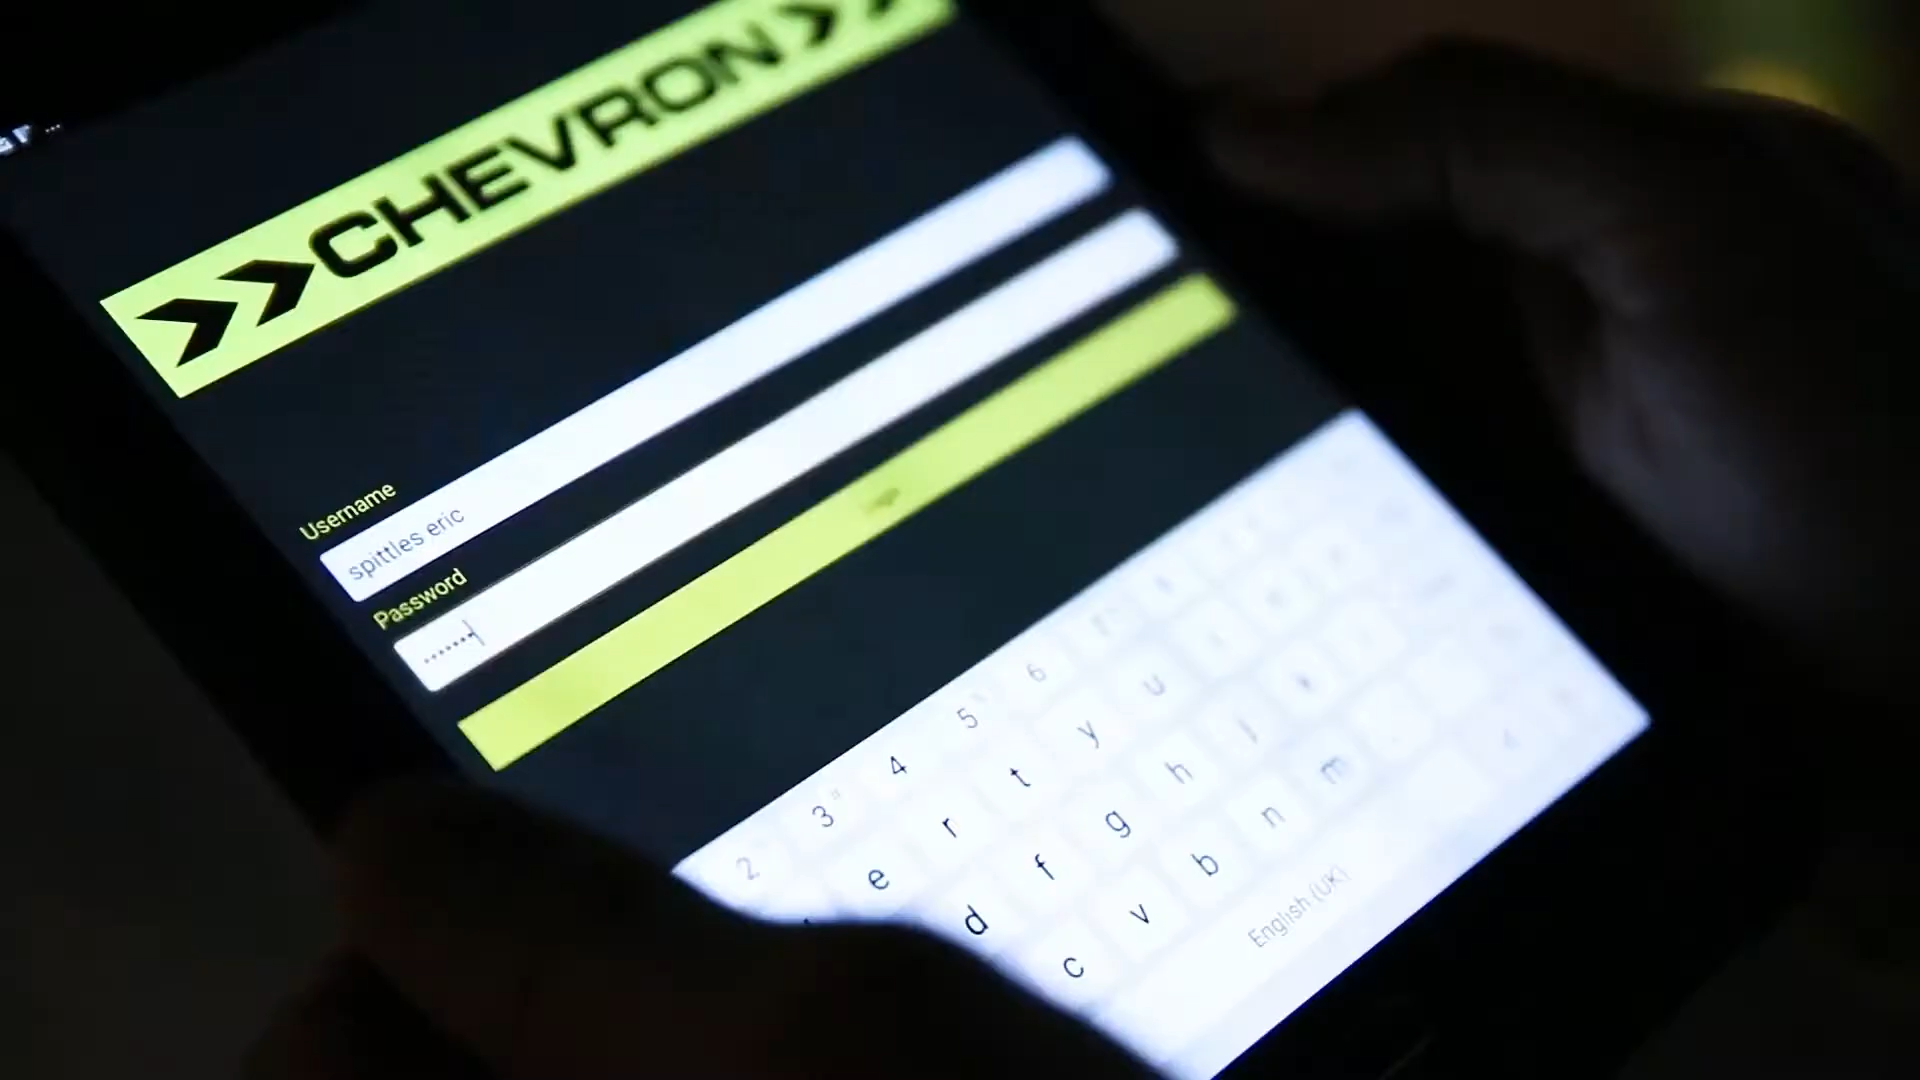 CHEVRON
Username
spittles eric
Password
.......
2 3 4 5 6
e r t y u
d f g h j k
c v b n m
English (UK)